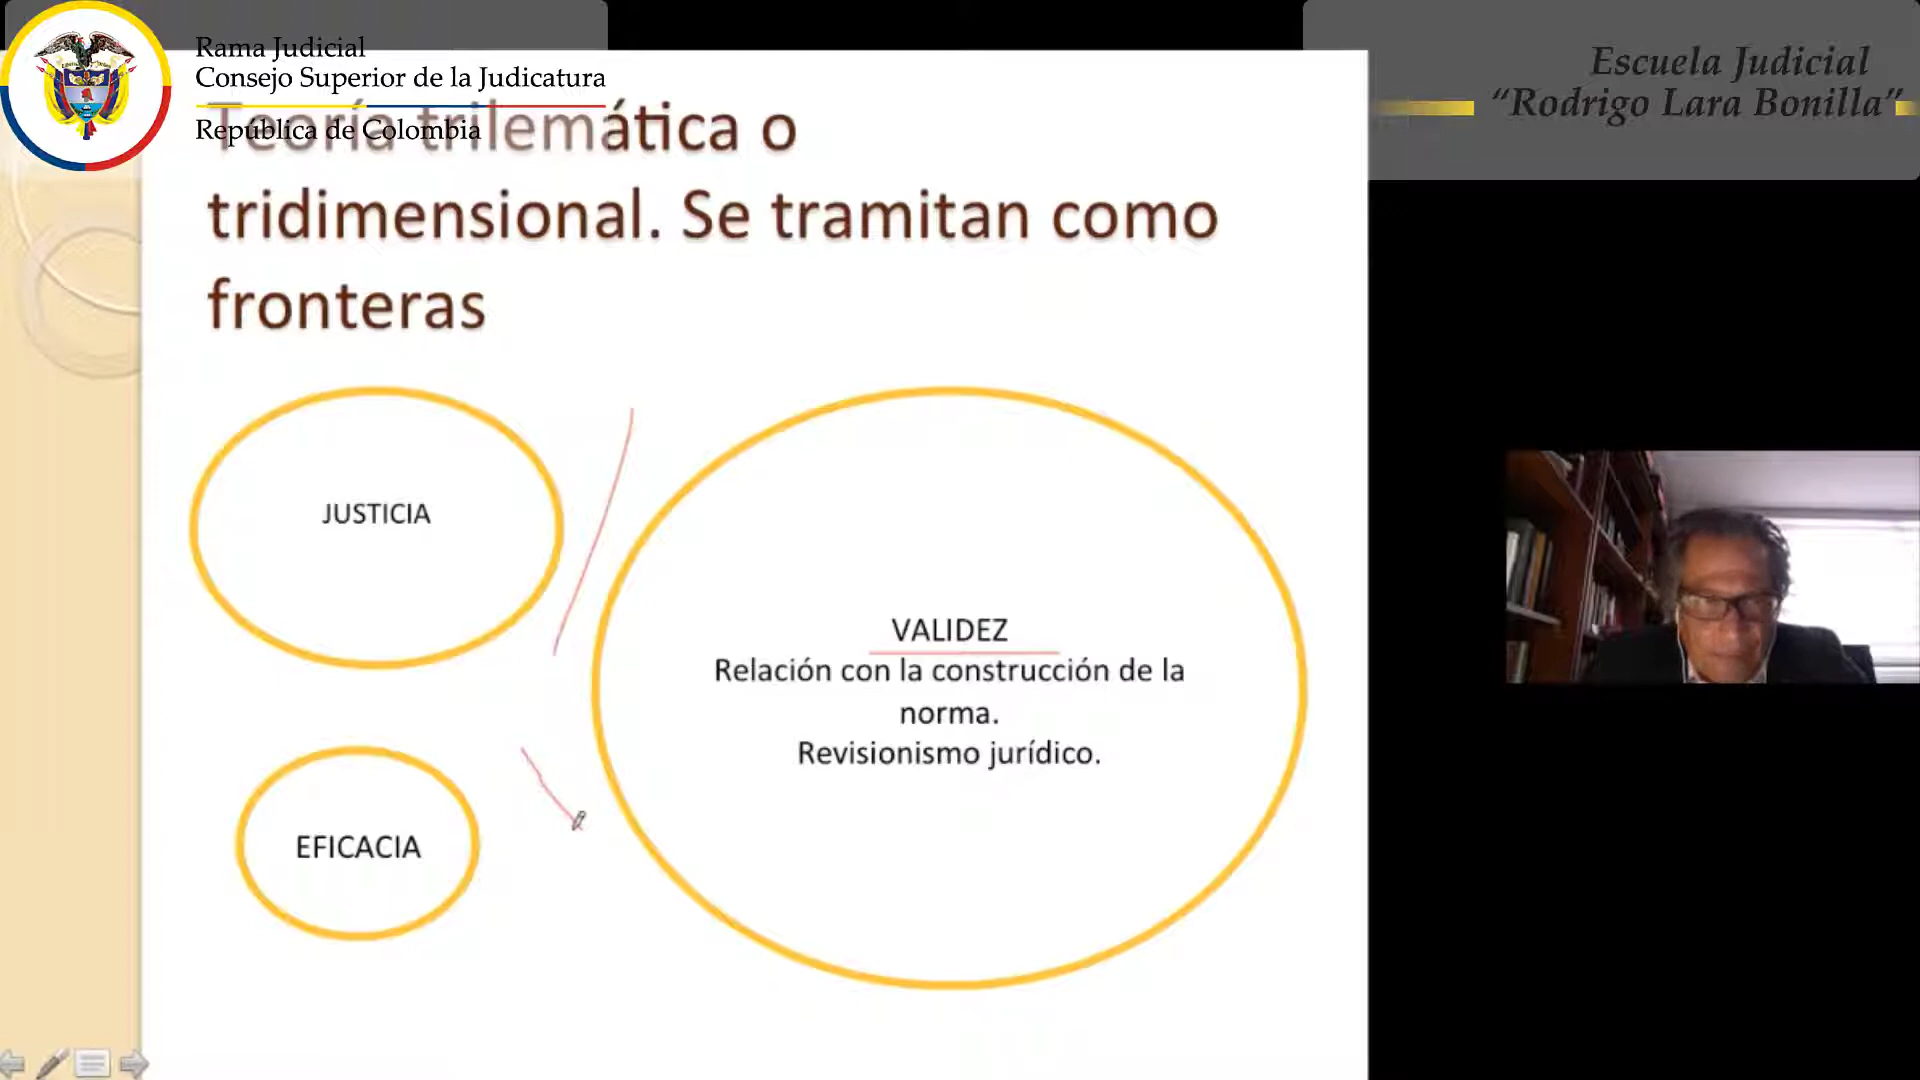 Rama Judicial
Consejo Superior de la Judicatura
República de Colombia
Escuela Judicial
“Rodrigo Lara Bonilla”
Teoría trilemática o
tridimensional. Se tramitan como
fronteras
JUSTICIA
VALIDEZ
Relación con la construcción de la
norma.
Revisionismo jurídico.
EFICACIA